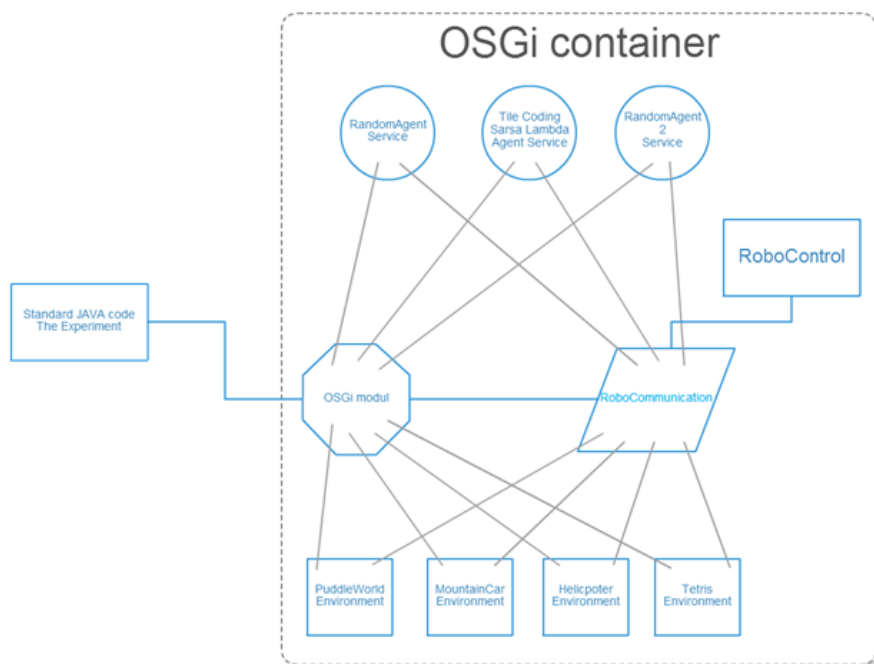 OSGi container
RandomAgent
Service
Tile Coding
Sarsa Lambda
Agent Service
RandomAgent
2
Service
RoboControl
Standard JAVA code
The Experiment
OSGi modul
RoboCommunication
PuddleWorld
Environment
MountainCar
Environment
Helicpoter
Environment
Tetris
Environment